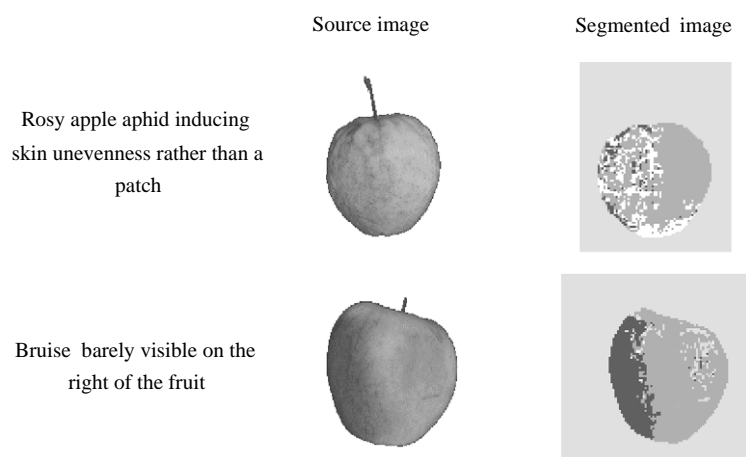 Source image
Segmented image
Rosy apple aphid inducing
skin unevenness rather than a
patch
Bruise barely visible on the
right of the fruit